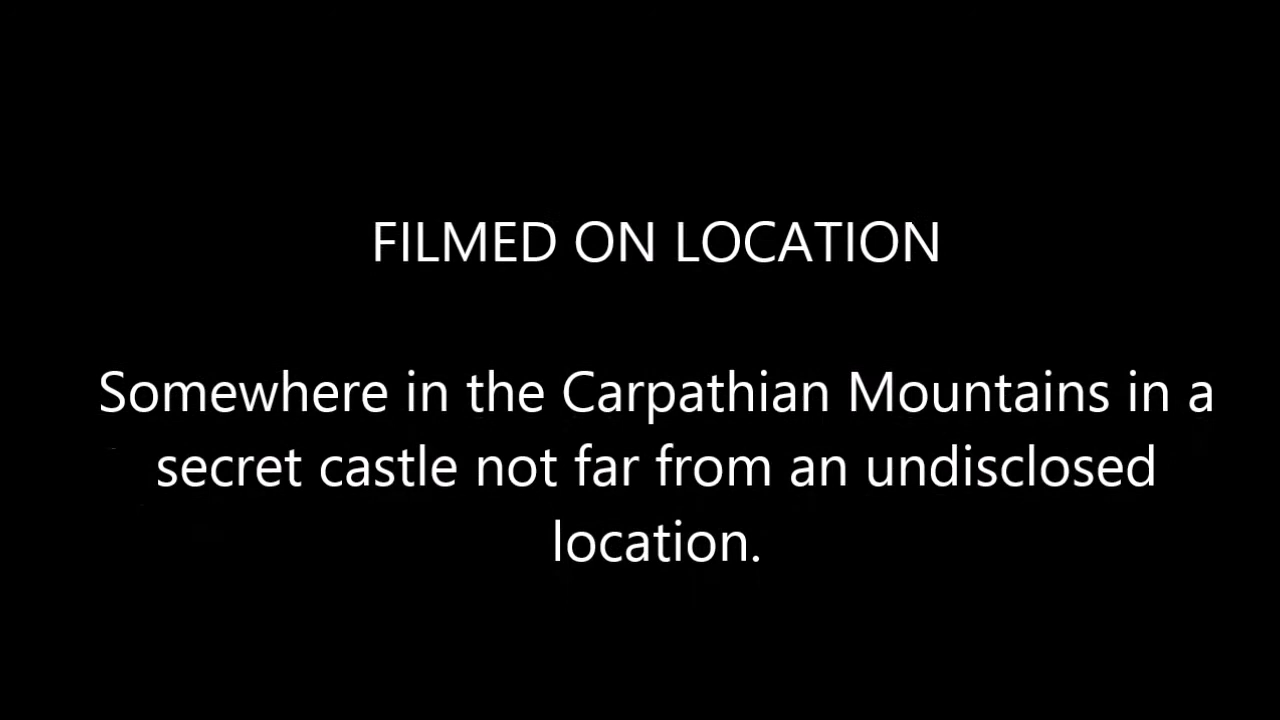 FILMED ON LOCATION
Somewhere in the Carpathian Mountains in a
secret castle not far from an undisclosed
location.